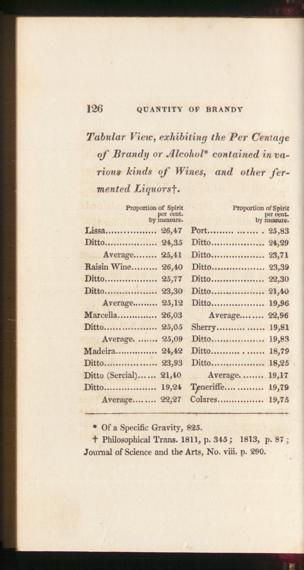 126 QUANTITY OF BRANDY
Tabular View, exhibiting the Per Centage
of Brandy or Alcohol* contained in va-
rious kinds of Wines, and other fer-
mented Liquors†.
Proportion of Spirit
per cent.
by measure.
Lissa................ 26,47
Ditto................ 24,35
Average........ 25,41
Raisin Wine......... 26,40
Ditto................ 25,77
Ditto................ 23,30
Average........ 25,12
Marcella............. 26,03
Ditto................ 25,05
Average........ 25,09
Madeira............. 24,42
Ditto................ 23,93
Ditto (Sercial)...... 21,40
Ditto................ 19,24
Average........ 22,27
Proportion of Spirit
per cent.
by measure.
Port................ 25,83
Ditto................ 24,29
Ditto................ 23,71
Ditto................ 23,39
Ditto................ 22,30
Ditto................ 21,40
Ditto................ 19,96
Average........ 22,96
Sherry.............. 19,81
Ditto................ 19,83
Ditto................ 18,79
Ditto................ 18,25
Average........ 19,17
Teneriffe............ 19,79
Colares.............. 19,75
* Of a Specific Gravity, 825.
† Philosophical Trans. 1811, p. 345; 1813, p. 87;
Journal of Science and the Arts, No. viii. p. 290.